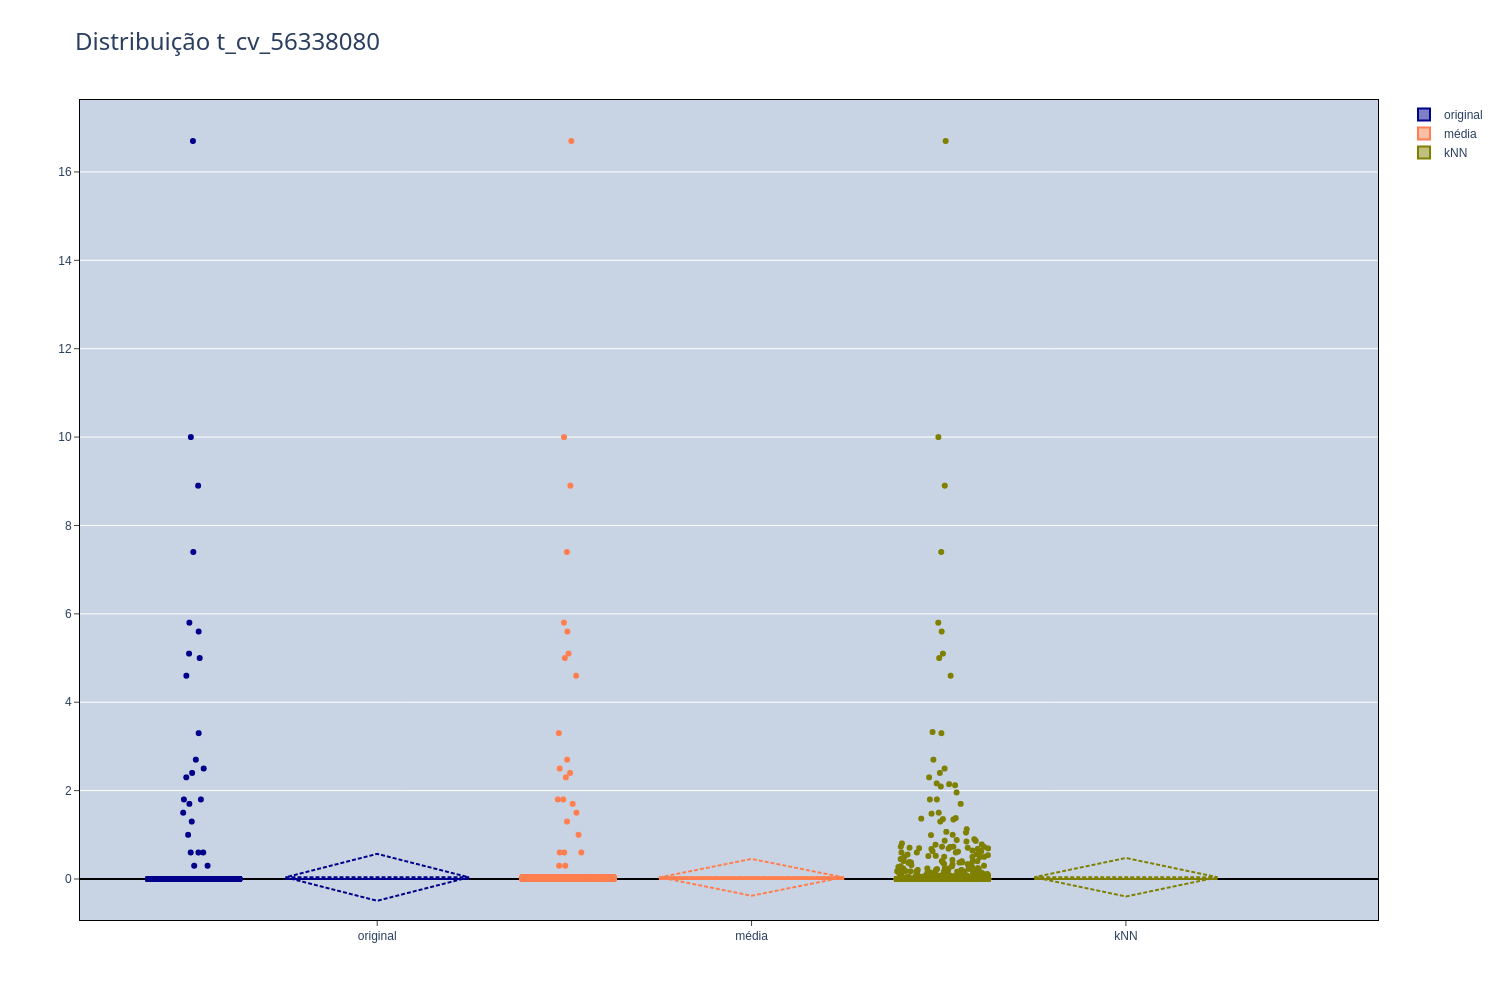 Distribuição t_cv_56338080
original
média
kNN
16
14
12
10
8
6
4
2
0
original
média
kNN